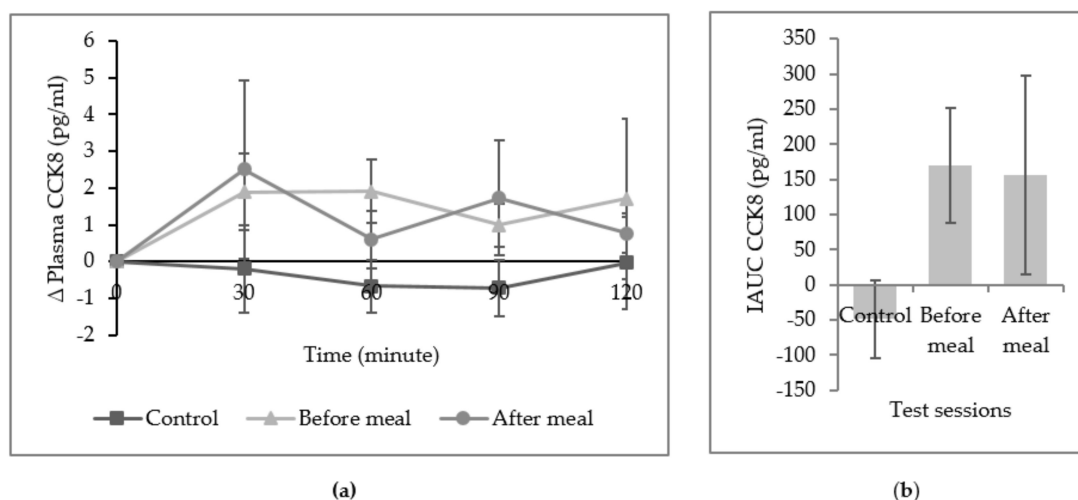 6
5
4
3
2
1
0
-1
-2
Δ Plasma CCK8 (pg/ml)
0
30
60
90
120
Time (minute)
Control
Before meal
After meal
(a)
350
300
250
200
150
100
50
0
-50
-100
-150
IAUC CCK8 (pg/ml)
Control
Before
meal
After
meal
Test sessions
(b)